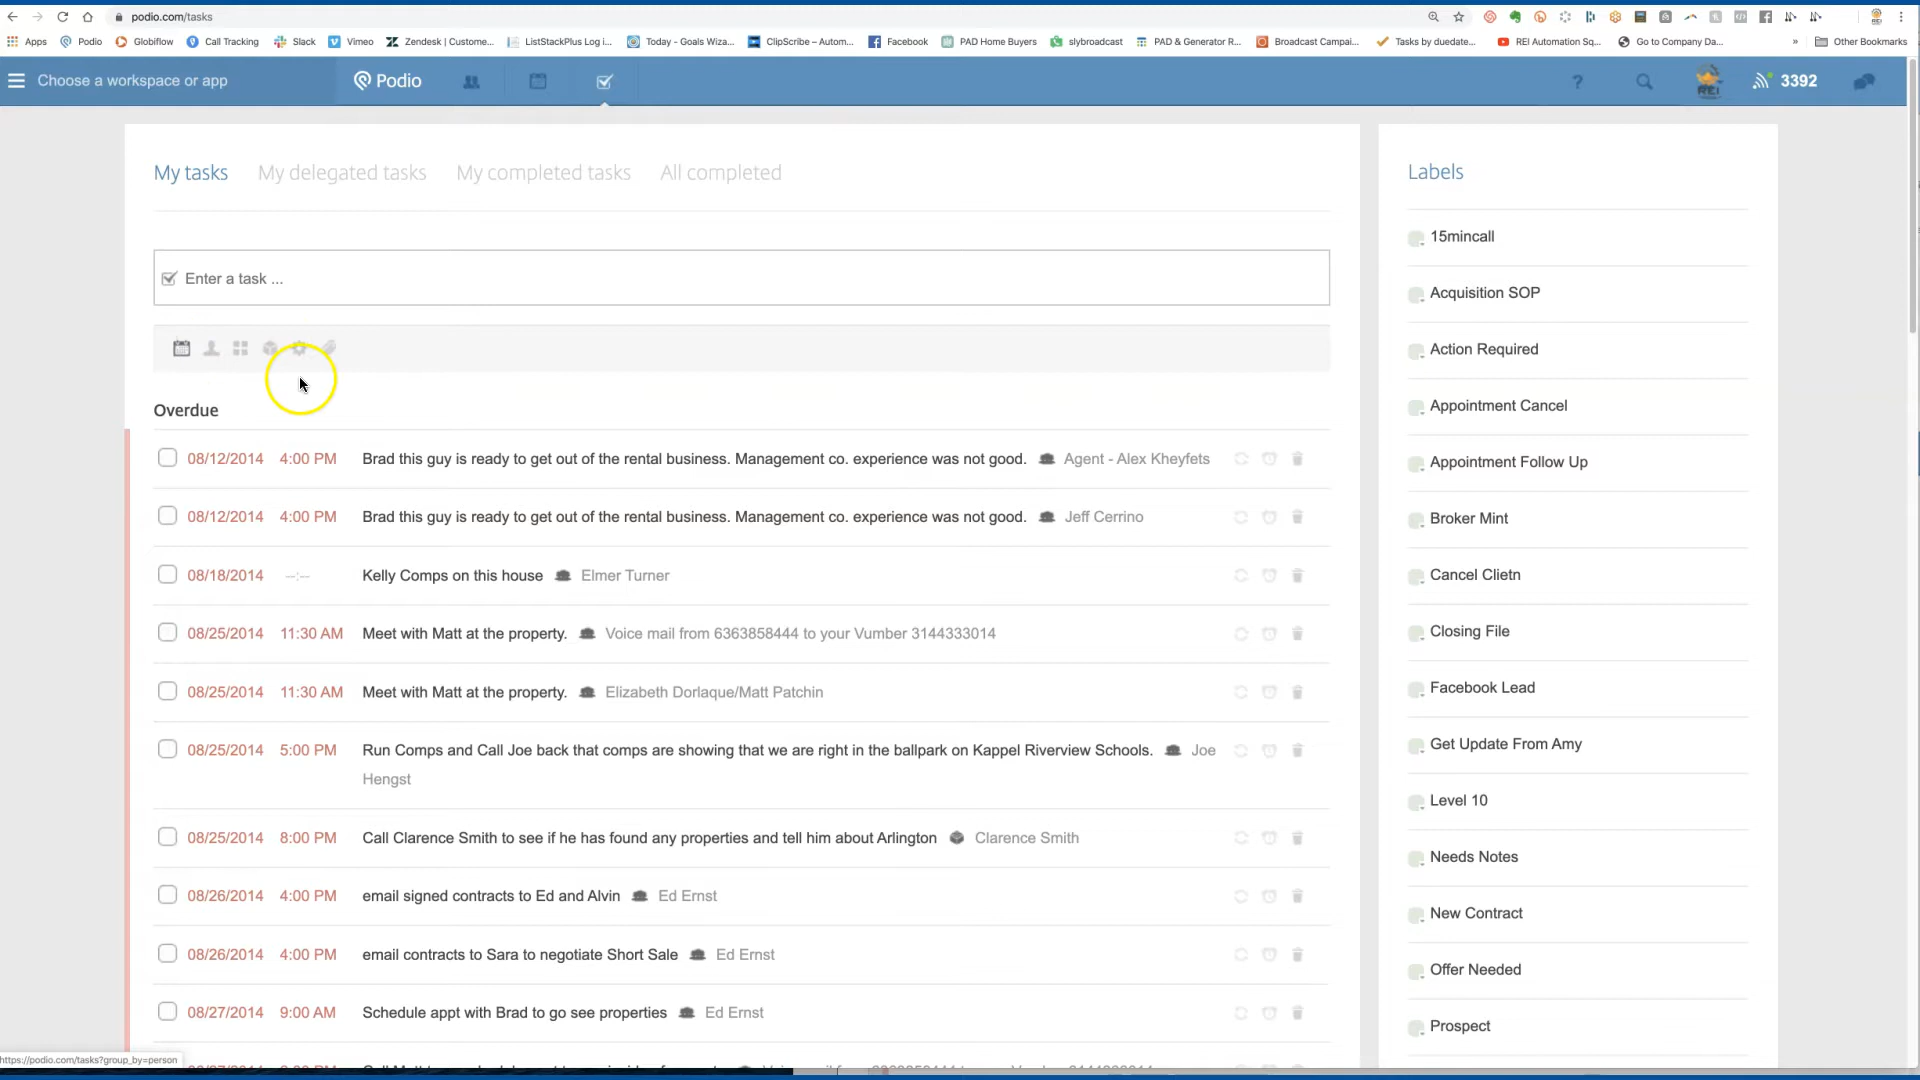 podio.com/tasks
Apps Podio Globiflow Call Tracking Slack Vimeo Zendesk | Custome... ListStackPlus Log i... Today - Goals Wiza... ClipScribe – Autom... Facebook PAD Home Buyers slybroadcast PAD & Generator R... Broadcast Campai... Tasks by duedate... REI Automation Sq... Go to Company Da... » Other Bookmarks
Choose a workspace or app Podio ? REI 3392
My tasks My delegated tasks My completed tasks All completed
Enter a task ...
Overdue
08/12/2014 4:00 PM Brad this guy is ready to get out of the rental business. Management co. experience was not good. Agent - Alex Kheyfets
08/12/2014 4:00 PM Brad this guy is ready to get out of the rental business. Management co. experience was not good. Jeff Cerrino
08/18/2014 --:-- Kelly Comps on this house Elmer Turner
08/25/2014 11:30 AM Meet with Matt at the property. Voice mail from 6363858444 to your Vumber 3144333014
08/25/2014 11:30 AM Meet with Matt at the property. Elizabeth Dorlaque/Matt Patchin
08/25/2014 5:00 PM Run Comps and Call Joe back that comps are showing that we are right in the ballpark on Kappel Riverview Schools. Joe
Hengst
08/25/2014 8:00 PM Call Clarence Smith to see if he has found any properties and tell him about Arlington Clarence Smith
08/26/2014 4:00 PM email signed contracts to Ed and Alvin Ed Ernst
08/26/2014 4:00 PM email contracts to Sara to negotiate Short Sale Ed Ernst
08/27/2014 9:00 AM Schedule appt with Brad to go see properties Ed Ernst
Labels
15mincall
Acquisition SOP
Action Required
Appointment Cancel
Appointment Follow Up
Broker Mint
Cancel Clietn
Closing File
Facebook Lead
Get Update From Amy
Level 10
Needs Notes
New Contract
Offer Needed
Prospect
https://podio.com/tasks?group_by=person